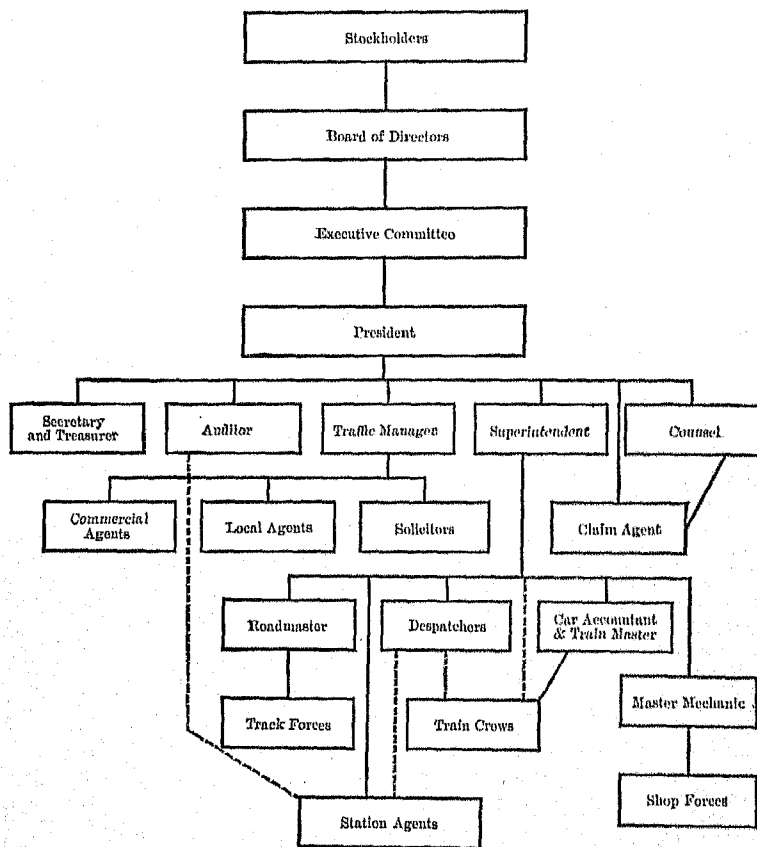 Stockholders
Board of Directors
Executive Committee
President
Secretary
and Treasurer
Auditor
Traffic Manager
Superintendent
Counsel
Commercial
Agents
Local Agents
Solicitors
Claim Agent
Roadmaster
Despatchers
Car Accountant
& Train Master
Track Forces
Train Crews
Master Mechanic
Station Agents
Shop Forces